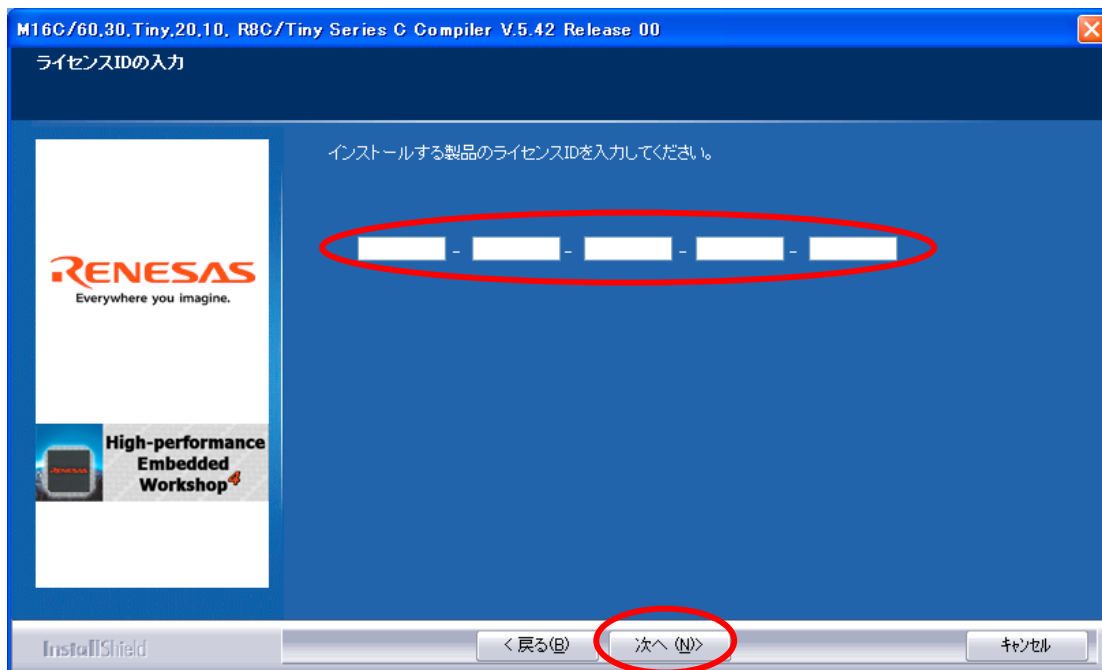 M16C/60,30,Tiny,20,10, R8C/Tiny Series C Compiler V.5.42 Release 00
ライセンスIDの入力
インストールする製品のライセンスIDを入力してください。
- - - -
RENESAS
Everywhere you imagine.
High-performance
Embedded
Workshop4
RENESAS
InstallShield
< 戻る(B)
次へ (N)>
キャンセル